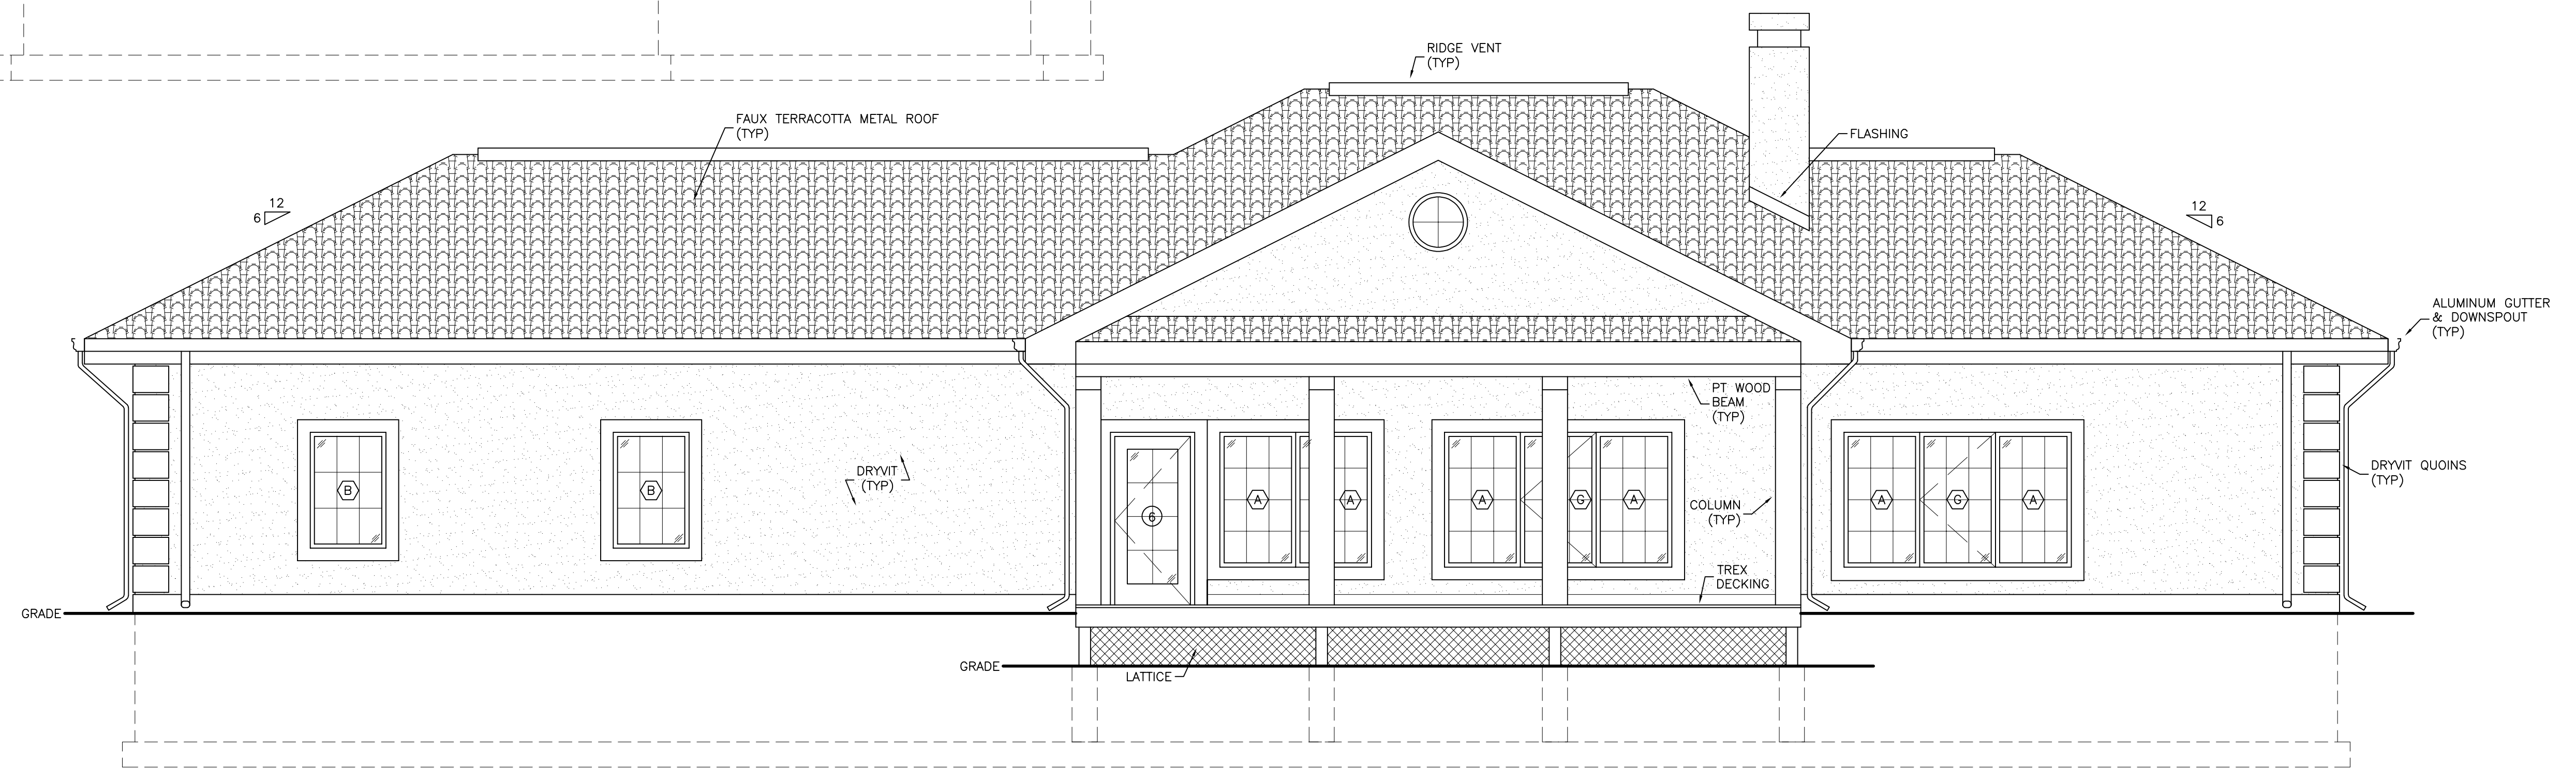 RIDGE VENT
(TYP)
FAUX TERRACOTTA METAL ROOF
(TYP)
FLASHING
12
6
12
6
ALUMINUM GUTTER
& DOWNSPOUT
(TYP)
PT WOOD
BEAM
(TYP)
DRYVIT
(TYP)
DRYVIT QUOINS
(TYP)
B
B
6
A
A
A
G
A
A
G
A
COLUMN
(TYP)
TREX
DECKING
GRADE
GRADE
LATTICE